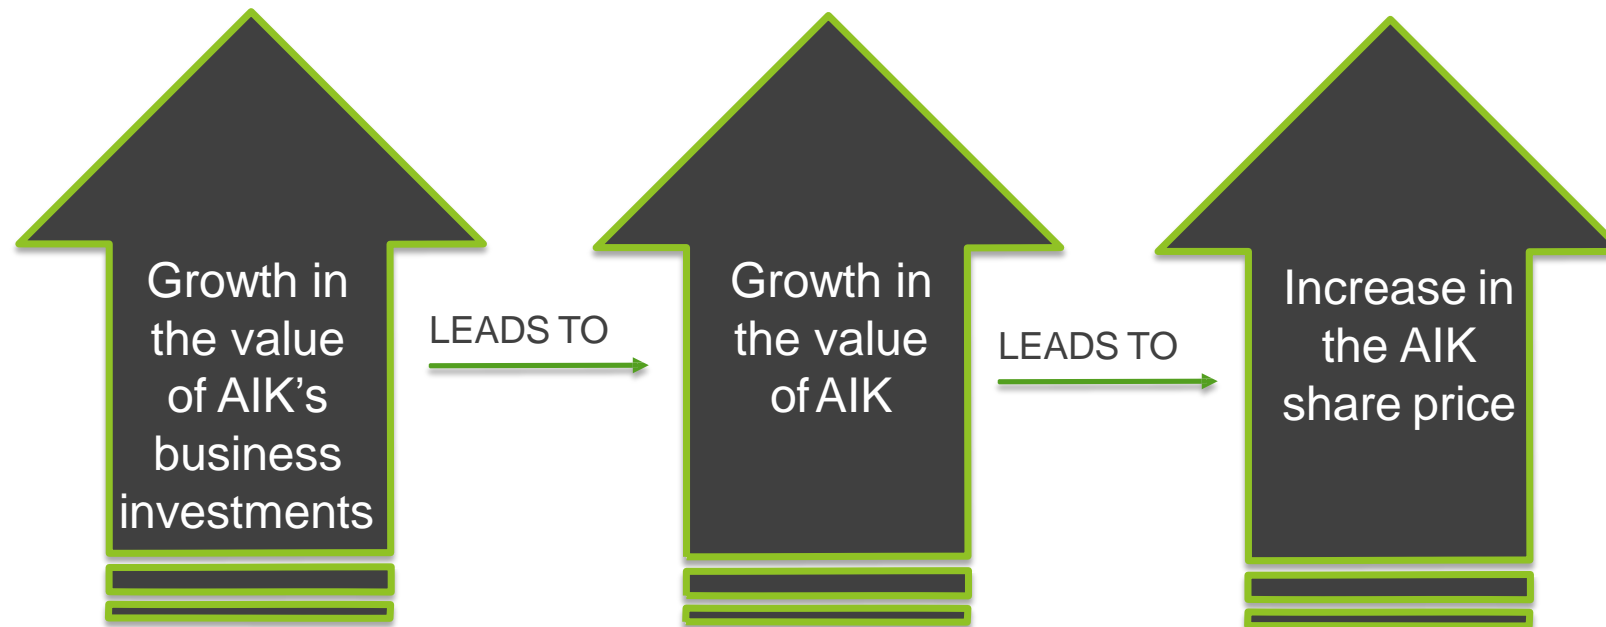 Growth in
the value
of AIK’s
business
investments
LEADS TO
Growth in
the value
of AIK
LEADS TO
Increase in
the AIK
share price